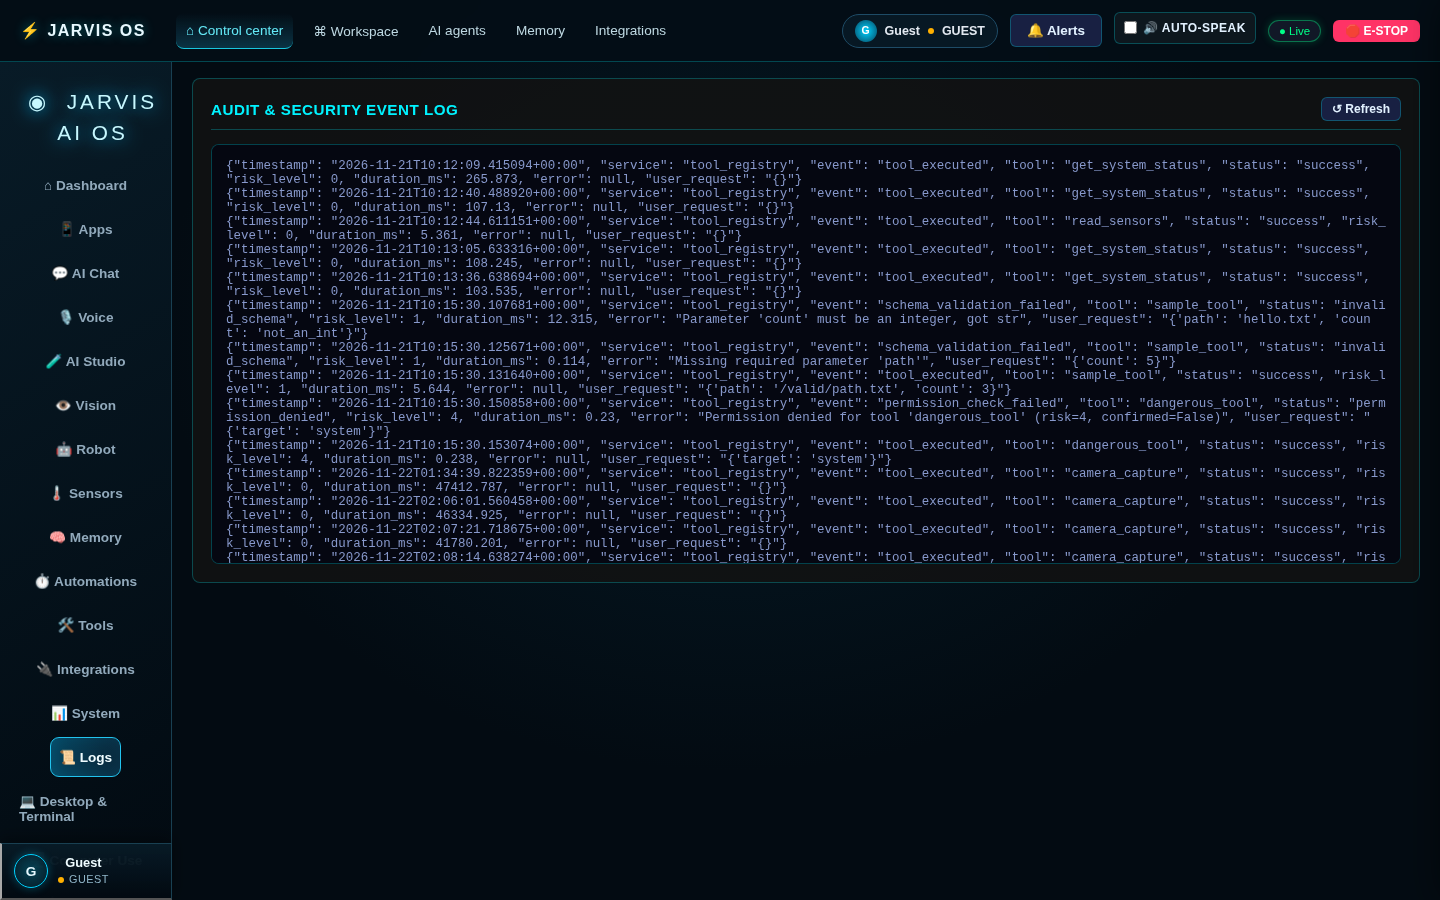 ⚡ JARVIS OS
⌂ Control center
⌘ Workspace
AI agents
Memory
Integrations
G Guest ● GUEST
🔔 Alerts
🔊 AUTO-SPEAK
● Live
🛑 E-STOP
◉ JARVIS
AI OS
⌂ Dashboard
📱 Apps
💬 AI Chat
🎙️ Voice
🧪 AI Studio
👁️ Vision
🤖 Robot
🌡️ Sensors
🧠 Memory
⏱️ Automations
🛠️ Tools
🔌 Integrations
📊 System
📜 Logs
💻 Desktop &
Terminal
G
Guest
● GUEST
AUDIT & SECURITY EVENT LOG
↺ Refresh
{"timestamp": "2026-11-21T10:12:09.415094+00:00", "service": "tool_registry", "event": "tool_executed", "tool": "get_system_status", "status": "success",
"risk_level": 0, "duration_ms": 265.873, "error": null, "user_request": "{}"}
{"timestamp": "2026-11-21T10:12:40.488920+00:00", "service": "tool_registry", "event": "tool_executed", "tool": "get_system_status", "status": "success",
"risk_level": 0, "duration_ms": 107.13, "error": null, "user_request": "{}"}
{"timestamp": "2026-11-21T10:12:44.611151+00:00", "service": "tool_registry", "event": "tool_executed", "tool": "read_sensors", "status": "success", "risk_
level": 0, "duration_ms": 5.361, "error": null, "user_request": "{}"}
{"timestamp": "2026-11-21T10:13:05.633316+00:00", "service": "tool_registry", "event": "tool_executed", "tool": "get_system_status", "status": "success",
"risk_level": 0, "duration_ms": 108.245, "error": null, "user_request": "{}"}
{"timestamp": "2026-11-21T10:13:36.638694+00:00", "service": "tool_registry", "event": "tool_executed", "tool": "get_system_status", "status": "success",
"risk_level": 0, "duration_ms": 103.535, "error": null, "user_request": "{}"}
{"timestamp": "2026-11-21T10:15:30.107681+00:00", "service": "tool_registry", "event": "schema_validation_failed", "tool": "sample_tool", "status": "invali
d_schema", "risk_level": 1, "duration_ms": 12.315, "error": "Parameter 'count' must be an integer, got str", "user_request": "{'path': 'hello.txt', 'coun
t': 'not_an_int'}"}
{"timestamp": "2026-11-21T10:15:30.125671+00:00", "service": "tool_registry", "event": "schema_validation_failed", "tool": "sample_tool", "status": "invali
d_schema", "risk_level": 1, "duration_ms": 0.114, "error": "Missing required parameter 'path'", "user_request": "{'count': 5}"}
{"timestamp": "2026-11-21T10:15:30.131640+00:00", "service": "tool_registry", "event": "tool_executed", "tool": "sample_tool", "status": "success", "risk_l
evel": 1, "duration_ms": 5.644, "error": null, "user_request": "{'path': '/valid/path.txt', 'count': 3}"}
{"timestamp": "2026-11-21T10:15:30.150858+00:00", "service": "tool_registry", "event": "permission_check_failed", "tool": "dangerous_tool", "status": "perm
ission_denied", "risk_level": 4, "duration_ms": 0.23, "error": "Permission denied for tool 'dangerous_tool' (risk=4, confirmed=False)", "user_request": "
{'target': 'system'}"}
{"timestamp": "2026-11-21T10:15:30.153074+00:00", "service": "tool_registry", "event": "tool_executed", "tool": "dangerous_tool", "status": "success", "ris
k_level": 4, "duration_ms": 0.238, "error": null, "user_request": "{'target': 'system'}"}
{"timestamp": "2026-11-22T01:34:39.822359+00:00", "service": "tool_registry", "event": "tool_executed", "tool": "camera_capture", "status": "success", "ris
k_level": 0, "duration_ms": 47412.787, "error": null, "user_request": "{}"}
{"timestamp": "2026-11-22T02:06:01.560458+00:00", "service": "tool_registry", "event": "tool_executed", "tool": "camera_capture", "status": "success", "ris
k_level": 0, "duration_ms": 46334.925, "error": null, "user_request": "{}"}
{"timestamp": "2026-11-22T02:07:21.718675+00:00", "service": "tool_registry", "event": "tool_executed", "tool": "camera_capture", "status": "success", "ris
k_level": 0, "duration_ms": 41780.201, "error": null, "user_request": "{}"}
{"timestamp": "2026-11-22T02:08:14.638274+00:00", "service": "tool_registry", "event": "tool_executed", "tool": "camera_capture", "status": "success", "ris